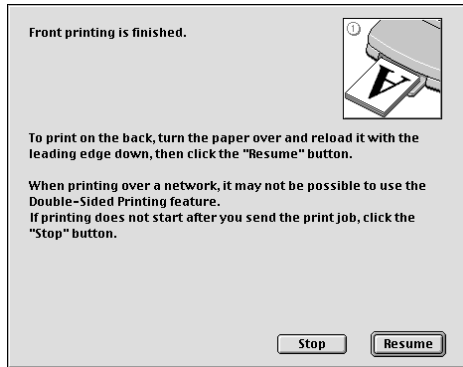 Front printing is finished.
1
A
To print on the back, turn the paper over and reload it with the
leading edge down, then click the "Resume" button.
When printing over a network, it may not be possible to use the
Double-Sided Printing feature.
If printing does not start after you send the print job, click the
"Stop" button.
Stop
Resume